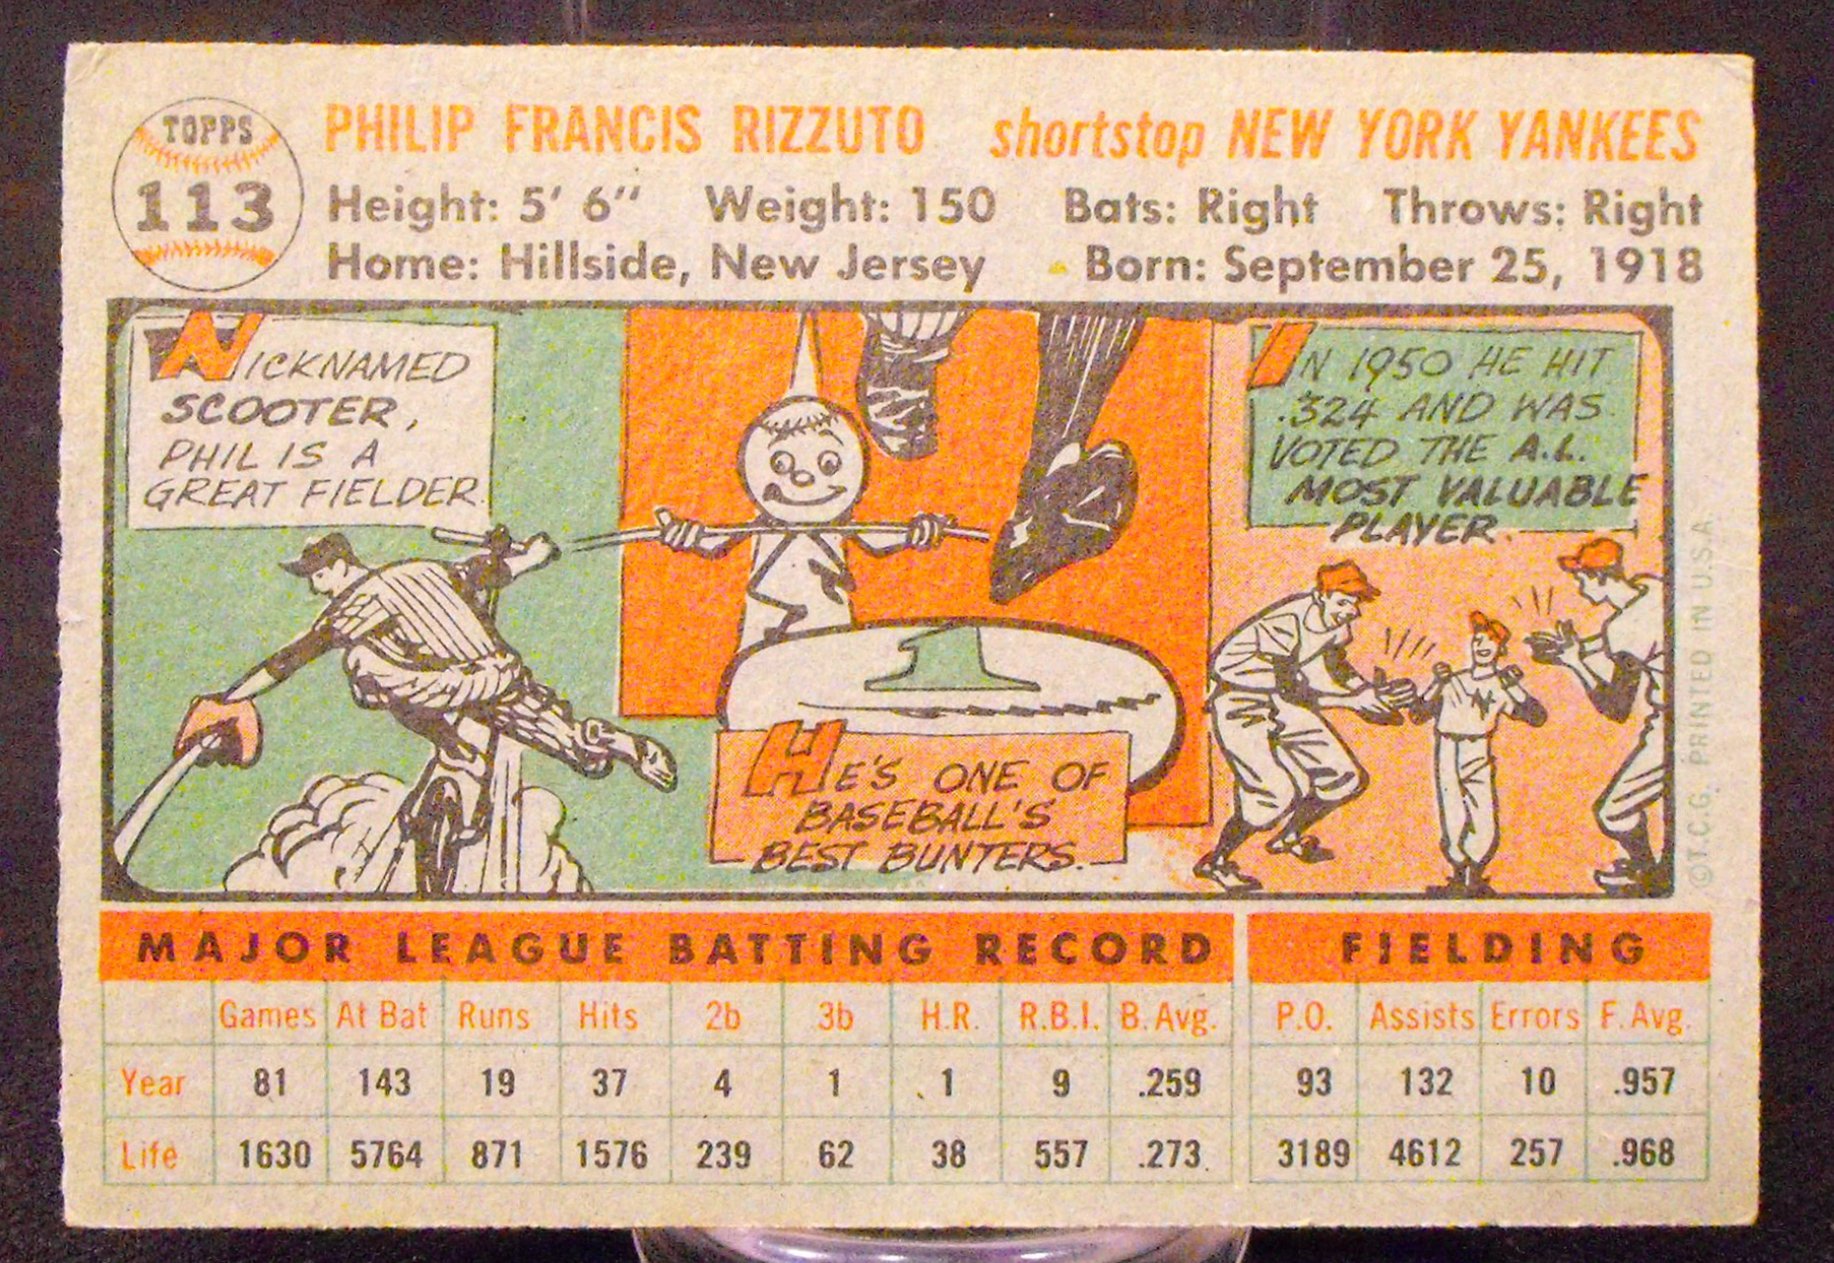 TOPPS
113
PHILIP FRANCIS RIZZUTO shortstop NEW YORK YANKEES
Height: 5' 6" Weight: 150 Bats: Right Throws: Right
Home: Hillside, New Jersey Born: September 25, 1918
NICKNAMED
SCOOTER,
PHIL IS A
GREAT FIELDER.
1
HE'S ONE OF
BASEBALL'S
BEST BUNTERS.
IN 1950 HE HIT
.324 AND WAS
VOTED THE A.L.
MOST VALUABLE
PLAYER.
NY
©T.C.G. PRINTED IN U.S.A.
MAJOR LEAGUE BATTING RECORD FIELDING
Games At Bat Runs Hits 2b 3b H.R. R.B.I. B. Avg. P.O. Assists Errors F. Avg.
Year 81 143 19 37 4 1 1 9 .259 93 132 10 .957
Life 1630 5764 871 1576 239 62 38 557 .273 3189 4612 257 .968